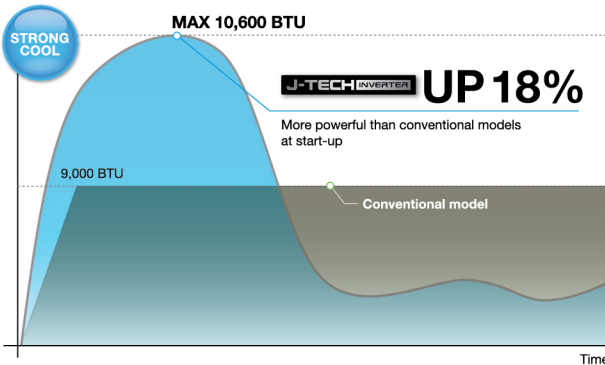 STRONG
COOL
MAX 10,600 BTU
J-TECH INVERTER UP 18%
More powerful than conventional models
at start-up
9,000 BTU
Conventional model
Time